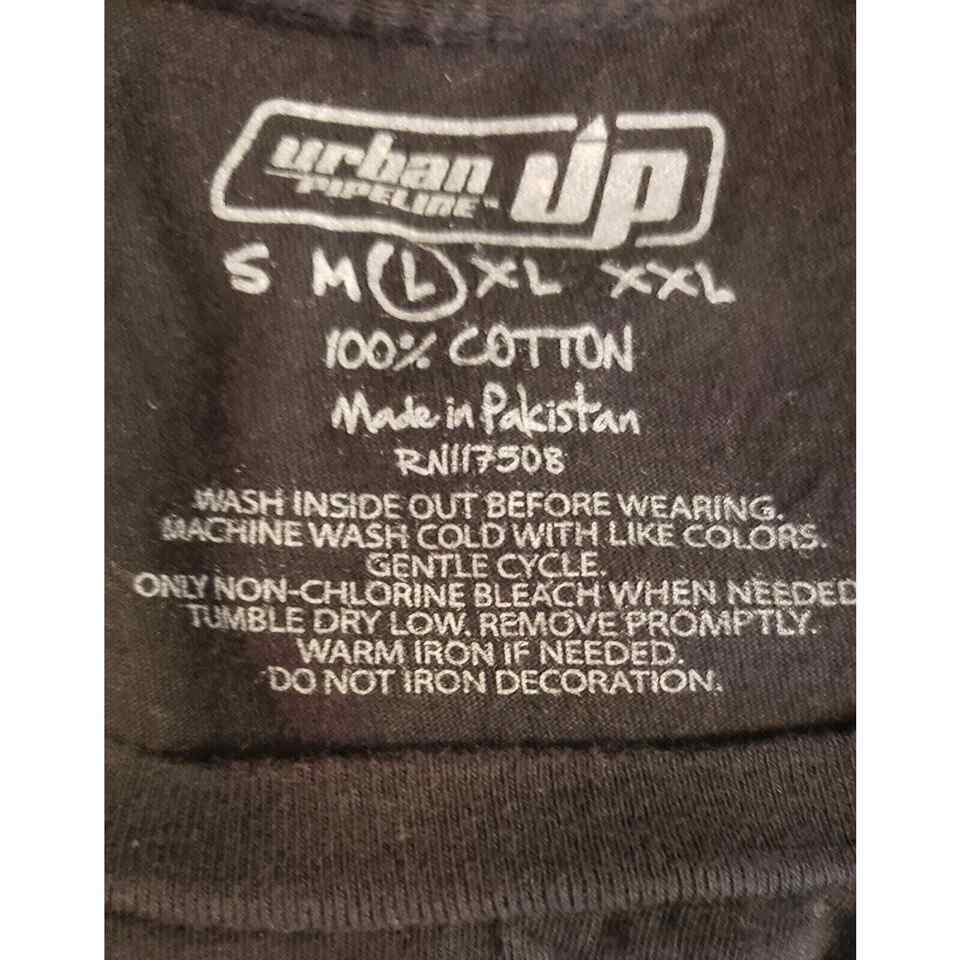 urban UP
PIPELINE™
S M L XL XXL
100% COTTON
Made in Pakistan
RN117508
WASH INSIDE OUT BEFORE WEARING.
MACHINE WASH COLD WITH LIKE COLORS.
GENTLE CYCLE.
ONLY NON-CHLORINE BLEACH WHEN NEEDED
TUMBLE DRY LOW. REMOVE PROMPTLY.
WARM IRON IF NEEDED.
DO NOT IRON DECORATION.